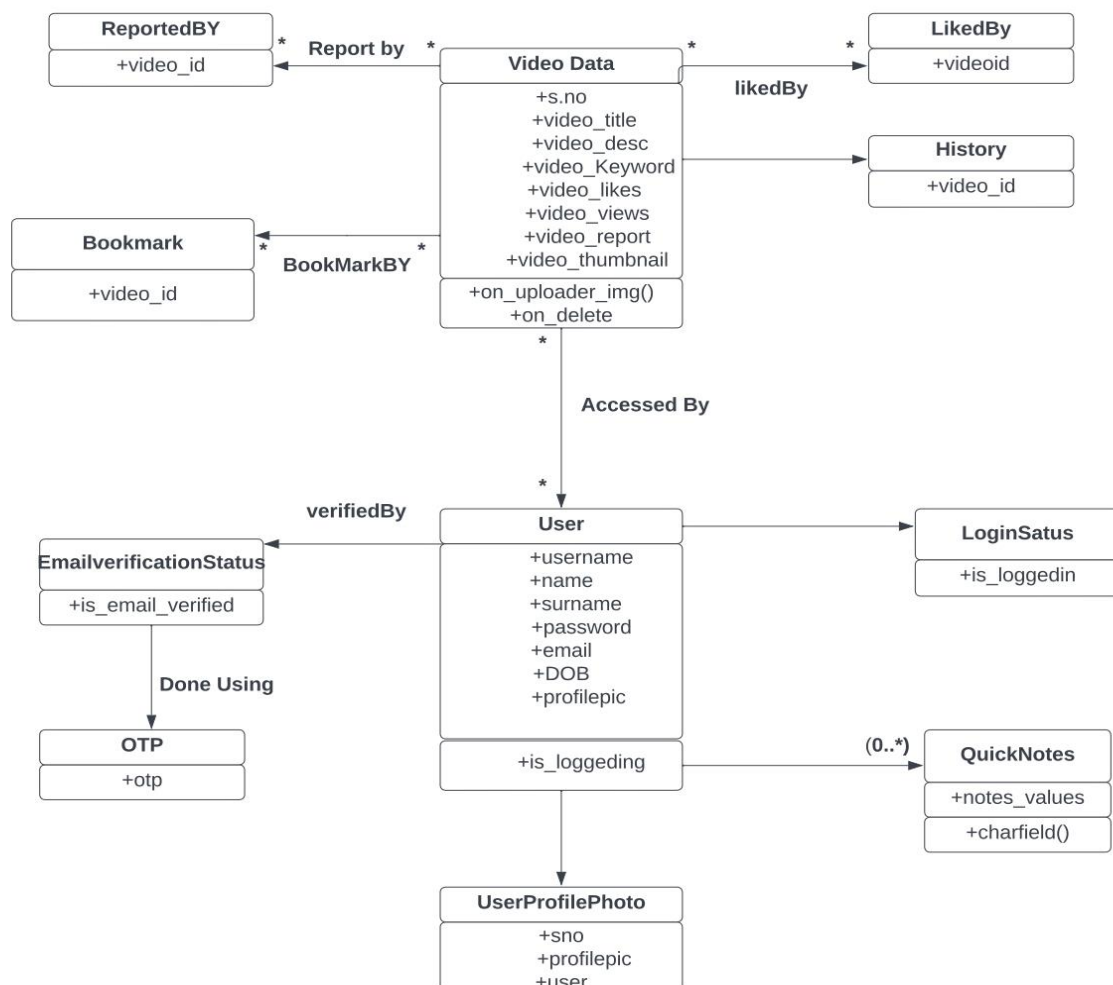 ReportedBY
+video_id
*
Report by
*
Video Data
+s.no
+video_title
+video_desc
+video_Keyword
+video_likes
+video_views
+video_report
+video_thumbnail
+on_uploader_img()
+on_delete
*
*
likedBy
LikedBy
+videoid
History
+video_id
Bookmark
+video_id
*
*
BookMarkBY
*
Accessed By
*
verifiedBy
User
+username
+name
+surname
+password
+email
+DOB
+profilepic
+is_loggeding
EmailverificationStatus
+is_email_verified
Done Using
OTP
+otp
LoginSatus
+is_loggedin
(0..*)
QuickNotes
+notes_values
+charfield()
UserProfilePhoto
+sno
+profilepic
+user